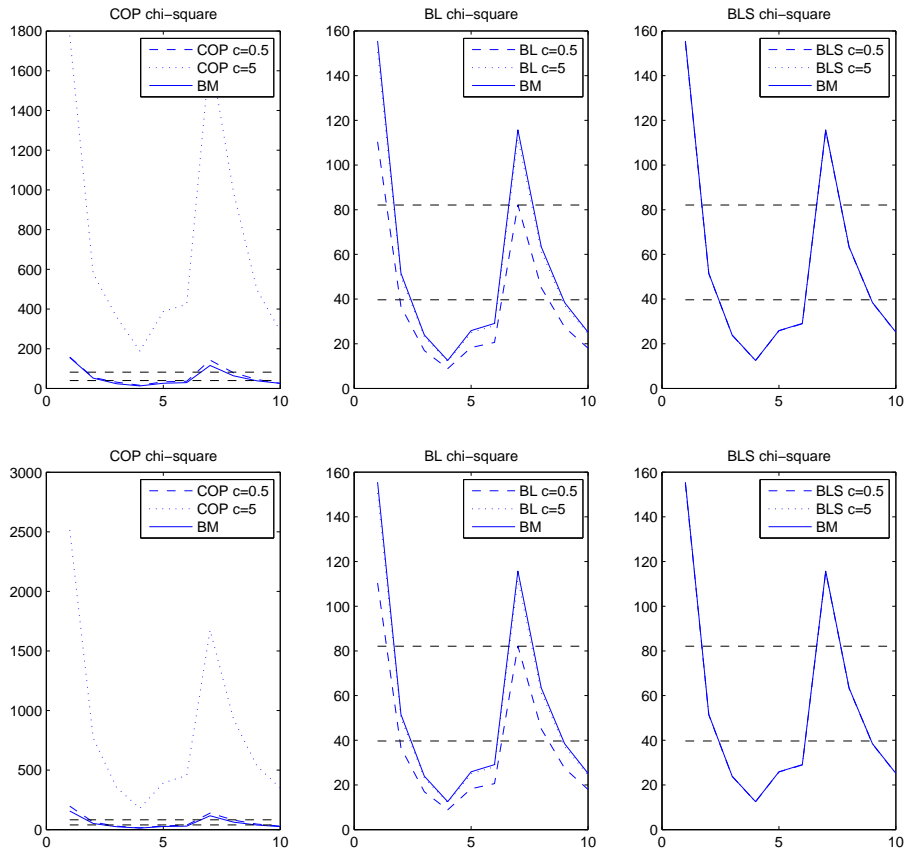 COP chi-square
1800
1600
1400
1200
1000
800
600
400
200
0
0
5
10
COP c=0.5
COP c=5
BM
BL chi-square
160
140
120
100
80
60
40
20
0
0
5
10
BL c=0.5
BL c=5
BM
BLS chi-square
160
140
120
100
80
60
40
20
0
0
5
10
BLS c=0.5
BLS c=5
BM
COP chi-square
3000
2500
2000
1500
1000
500
0
0
5
10
COP c=0.5
COP c=5
BM
BL chi-square
160
140
120
100
80
60
40
20
0
0
5
10
BL c=0.5
BL c=5
BM
BLS chi-square
160
140
120
100
80
60
40
20
0
0
5
10
BLS c=0.5
BLS c=5
BM